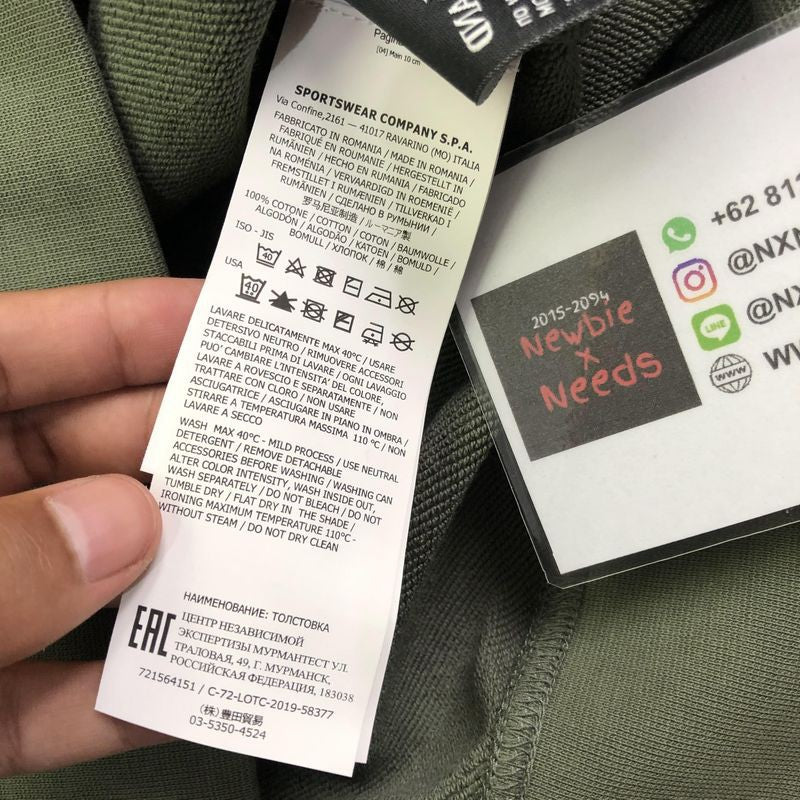 Pagin
[04] Main 10 cm
SPORTSWEAR COMPANY S.P.A.
Via Confine,2161 — 41017 RAVARINO (MO) ITALIA
FABBRICATO IN ROMANIA / MADE IN ROMANIA /
FABRIQUÉ EN ROUMANIE / HERGESTELLT IN
RUMÄNIEN / HECHO EN RUMANIA / FABRICADO
NA ROMÉNIA / VERVAARDIGD IN ROEMENIË /
FREMSTILLET I RUMÆNIEN / TILLVERKAD I
RUMÄNIEN / СДЕЛАНО В РУМЫНИИ /
罗马尼亚制造 / ルーマニア製
100% COTONE / COTTON / COTON / BAUMWOLLE /
ALGODÓN / ALGODÃO / KATOEN / BOMULD /
BOMULL / ХЛОПОК / 棉 / 綿
ISO - JIS
40
USA
40
LAVARE DELICATAMENTE MAX 40°C / USARE
DETERSIVO NEUTRO / RIMUOVERE ACCESSORI
STACCABILI PRIMA DI LAVARE / OGNI LAVAGGIO
PUO' CAMBIARE L'INTENSITA' DEL COLORE,
LAVARE A ROVESCIO E SEPARATAMENTE / NON
TRATTARE CON CLORO / NON USARE
ASCIUGATRICE / ASCIUGARE IN PIANO IN OMBRA /
STIRARE A TEMPERATURA MASSIMA 110 °C / NON
LAVARE A SECCO
WASH MAX 40°C - MILD PROCESS / USE NEUTRAL
DETERGENT / REMOVE DETACHABLE
ACCESSORIES BEFORE WASHING / WASHING CAN
ALTER COLOR INTENSITY, WASH INSIDE OUT,
WASH SEPARATELY / DO NOT BLEACH / DO NOT
TUMBLE DRY / FLAT DRY IN THE SHADE /
IRONING MAXIMUM TEMPERATURE 110°C -
WITHOUT STEAM / DO NOT DRY CLEAN
НАИМЕНОВАНИЕ: ТОЛСТОВКА
EAC
ЦЕНТР НЕЗАВИСИМОЙ
ЭКСПЕРТИЗЫ МУРМАНТЕСТ УЛ.
ТРАЛОВАЯ, 49, Г. МУРМАНСК,
РОССИЙСКАЯ ФЕДЕРАЦИЯ, 183038
721564151 / C-72-LOTC-2019-58377
(株)豊田貿易
03-5350-4524
2015-2094
Newbie
x
Needs
+62 81
@NXN
LINE
@NX
www